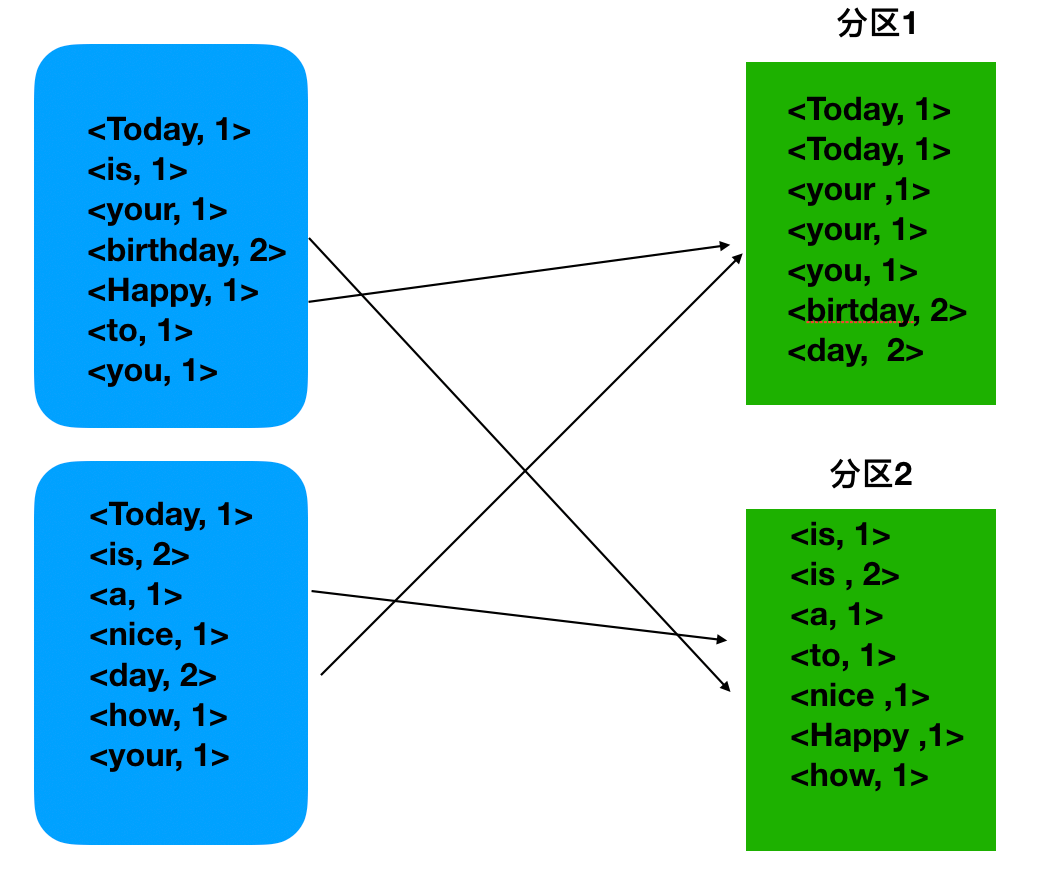 <Today, 1>
<is, 1>
<your, 1>
<birthday, 2>
<Happy, 1>
<to, 1>
<you, 1>
<Today, 1>
<is, 2>
<a, 1>
<nice, 1>
<day, 2>
<how, 1>
<your, 1>
分区1
<Today, 1>
<Today, 1>
<your ,1>
<your, 1>
<you, 1>
<birtday, 2>
<day,  2>
分区2
<is, 1>
<is , 2>
<a, 1>
<to, 1>
<nice ,1>
<Happy ,1>
<how, 1>